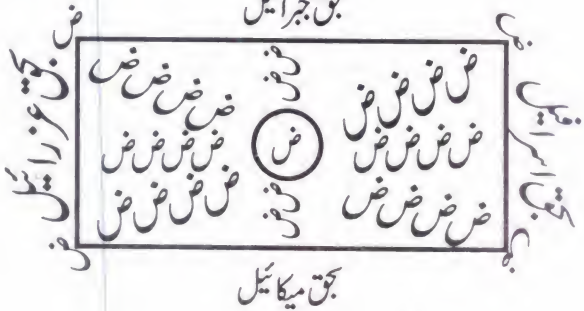 بحق جبرائیل
ض ض
ض ض ض ض ض ض ض ض ض ض
ض ض ض ض ض ض ض ض ض
ض ض ض ض ض ض ض ض ض ض
ض ض
بحق میکائیل
بحق اسرافیل
بحق عزرائیل